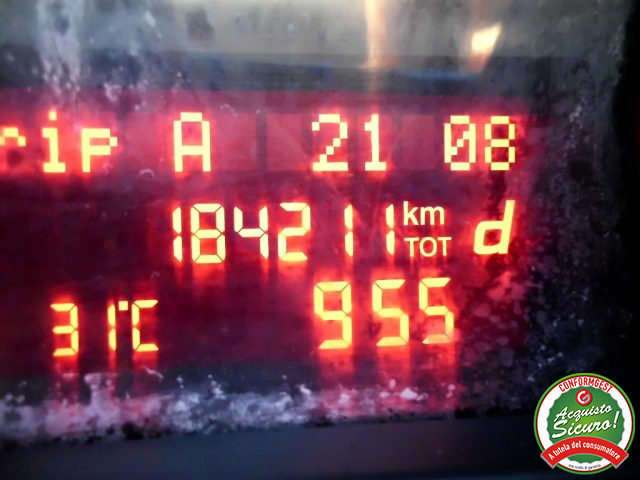 rip A 21 08
184211 km TOT d
31°C 955
CONFORMGEST
Acquisto Sicuro!
A tutela del consumatore